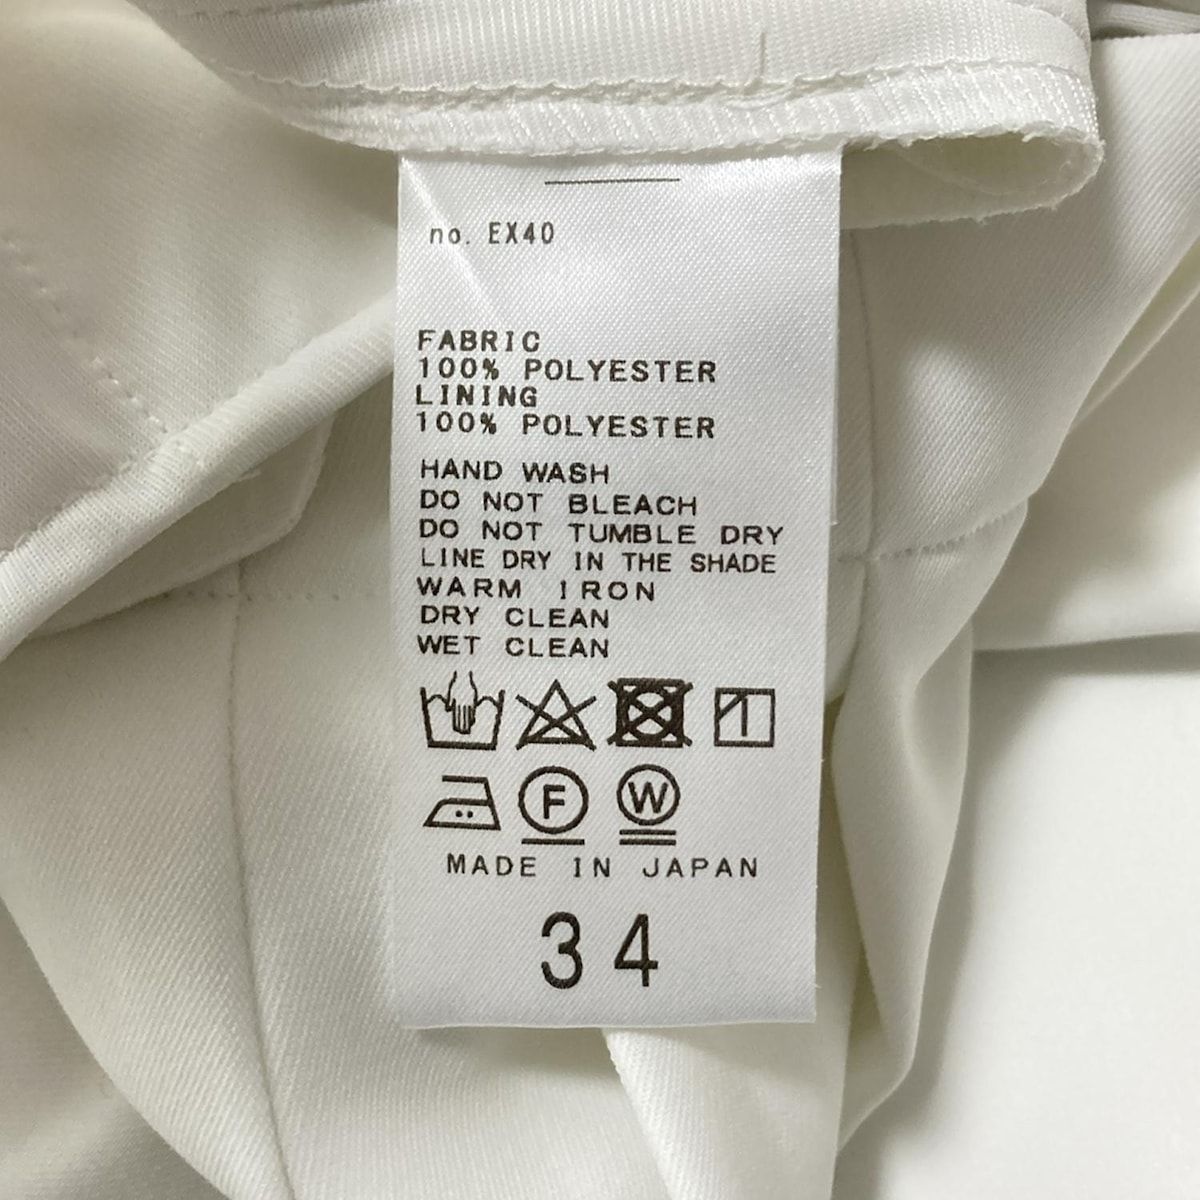 no. EX40
FABRIC
100% POLYESTER
LINING
100% POLYESTER
HAND WASH
DO NOT BLEACH
DO NOT TUMBLE DRY
LINE DRY IN THE SHADE
WARM IRON
DRY CLEAN
WET CLEAN
F W
MADE IN JAPAN
34